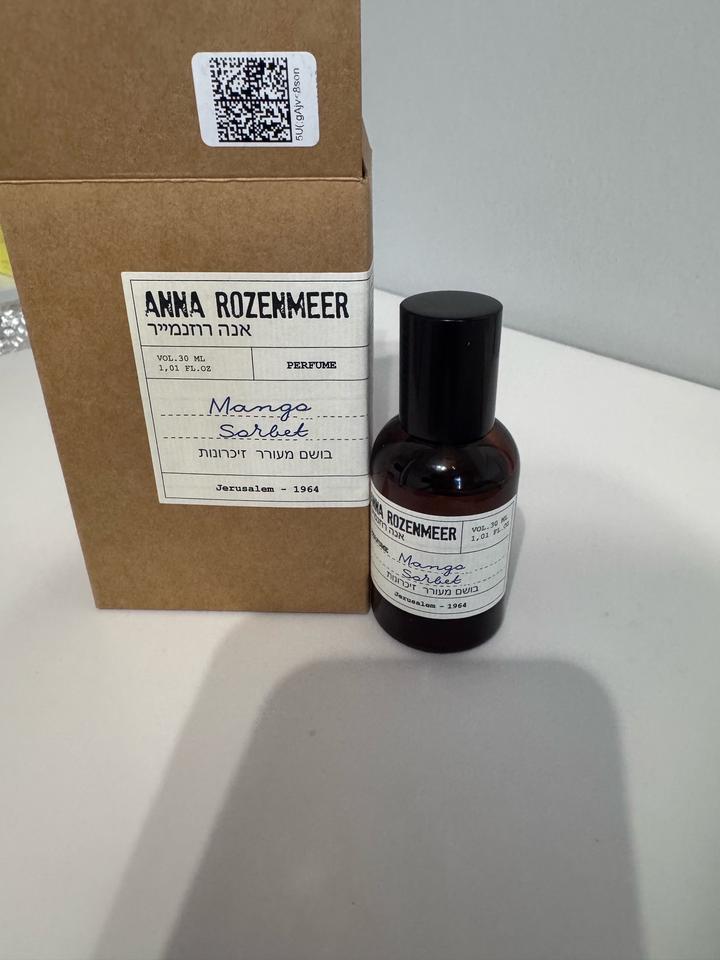 5U(;gAjv<8son
ANNA ROZENMEER
אנה רוזנמייר
VOL.30 ML
1,01 FL.OZ
PERFUME
Mango
Sorbet
בושם מעורר זיכרונות
Jerusalem - 1964
ANNA ROZENMEER
אנה רוזנמייר
VOL.30 ML
1,01 FL.OZ
Mango
Sorbet
בושם מעורר זיכרונות
Jerusalem - 1964